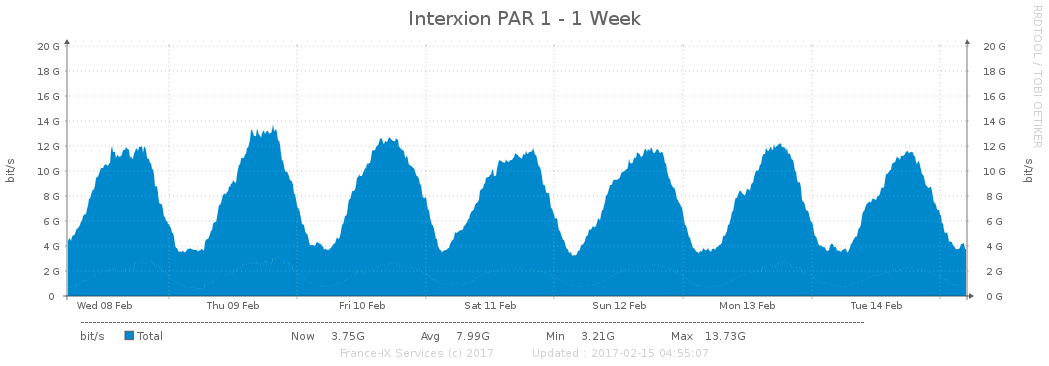 Interxion PAR 1 - 1 Week
RRDTOOL / TOBI OETIKER
20 G 20 G
18 G 18 G
16 G 16 G
14 G 14 G
12 G 12 G
10 G 10 G
8 G 8 G
6 G 6 G
4 G 4 G
2 G 2 G
0 0 G
bit/s
bit/s
Wed 08 Feb Thu 09 Feb Fri 10 Feb Sat 11 Feb Sun 12 Feb Mon 13 Feb Tue 14 Feb
bit/s Total Now 3.75G Avg 7.99G Min 3.21G Max 13.73G
France-IX Services (c) 2017 Updated : 2017-02-15 04:55:07